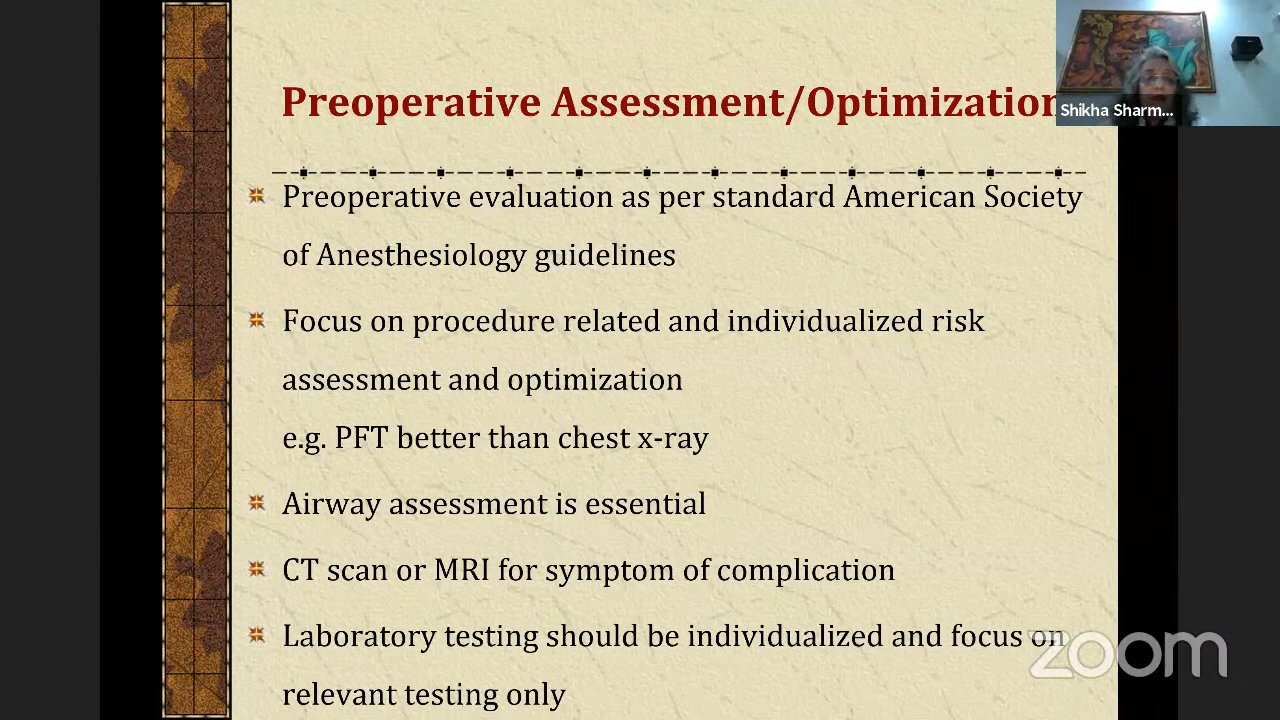 Preoperative Assessment/Optimization
Shikha Sharm...
Preoperative evaluation as per standard American Society
of Anesthesiology guidelines
Focus on procedure related and individualized risk
assessment and optimization
e.g. PFT better than chest x-ray
Airway assessment is essential
CT scan or MRI for symptom of complication
Laboratory testing should be individualized and focus on
relevant testing only
zoom